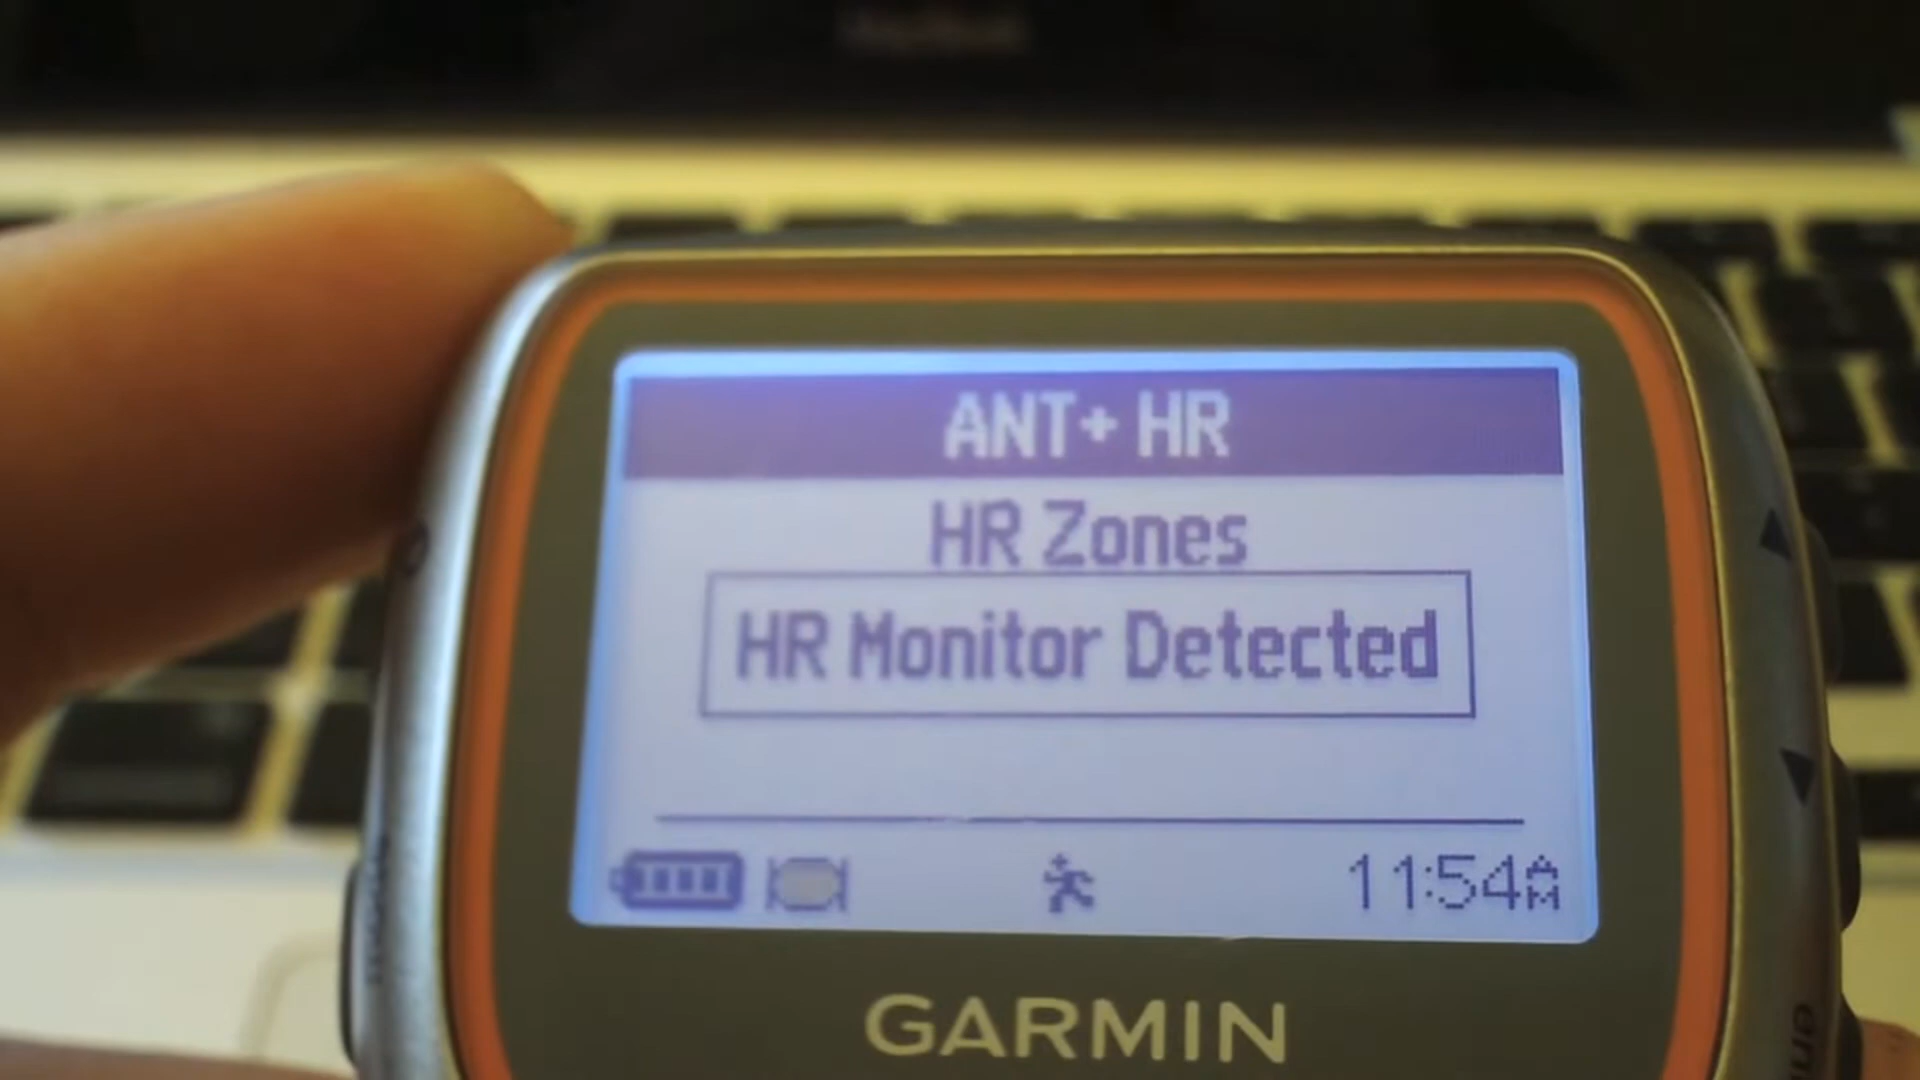 ANT+ HR
HR Zones
HR Monitor Detected
11:54AM
GARMIN